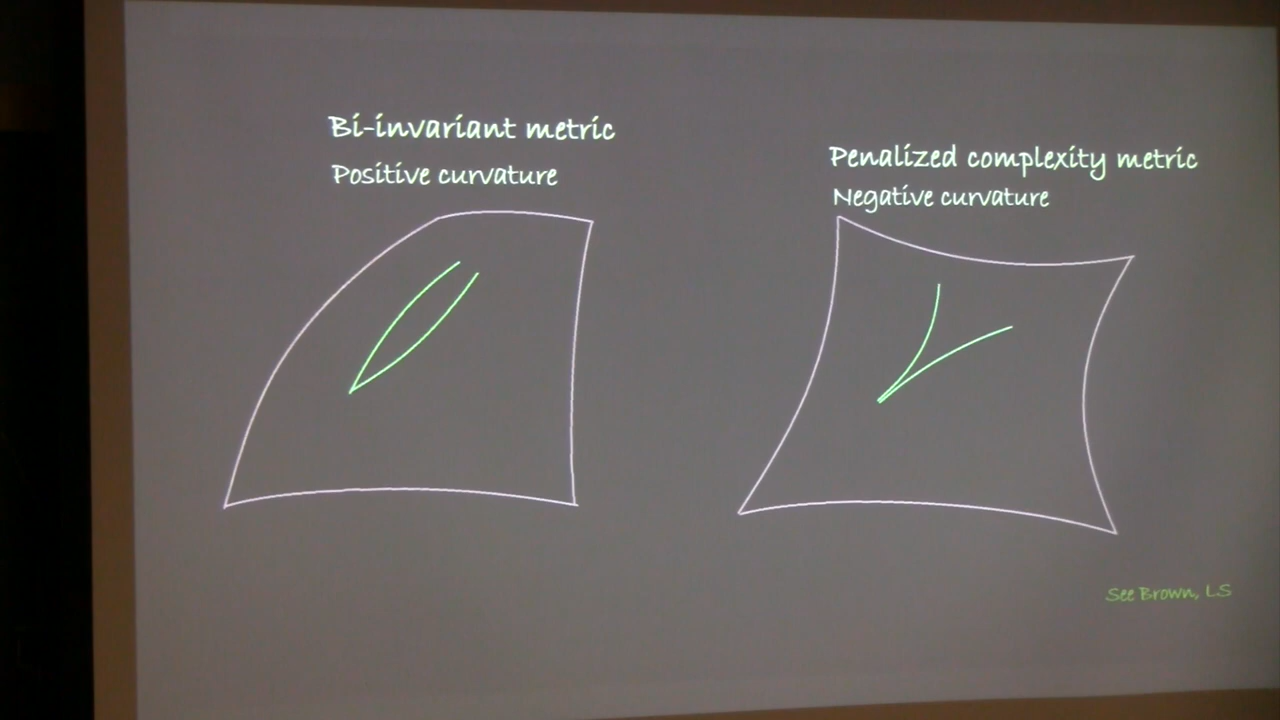 Bi-invariant metric
Positive curvature
Penalized complexity metric
Negative curvature
See Brown, LS